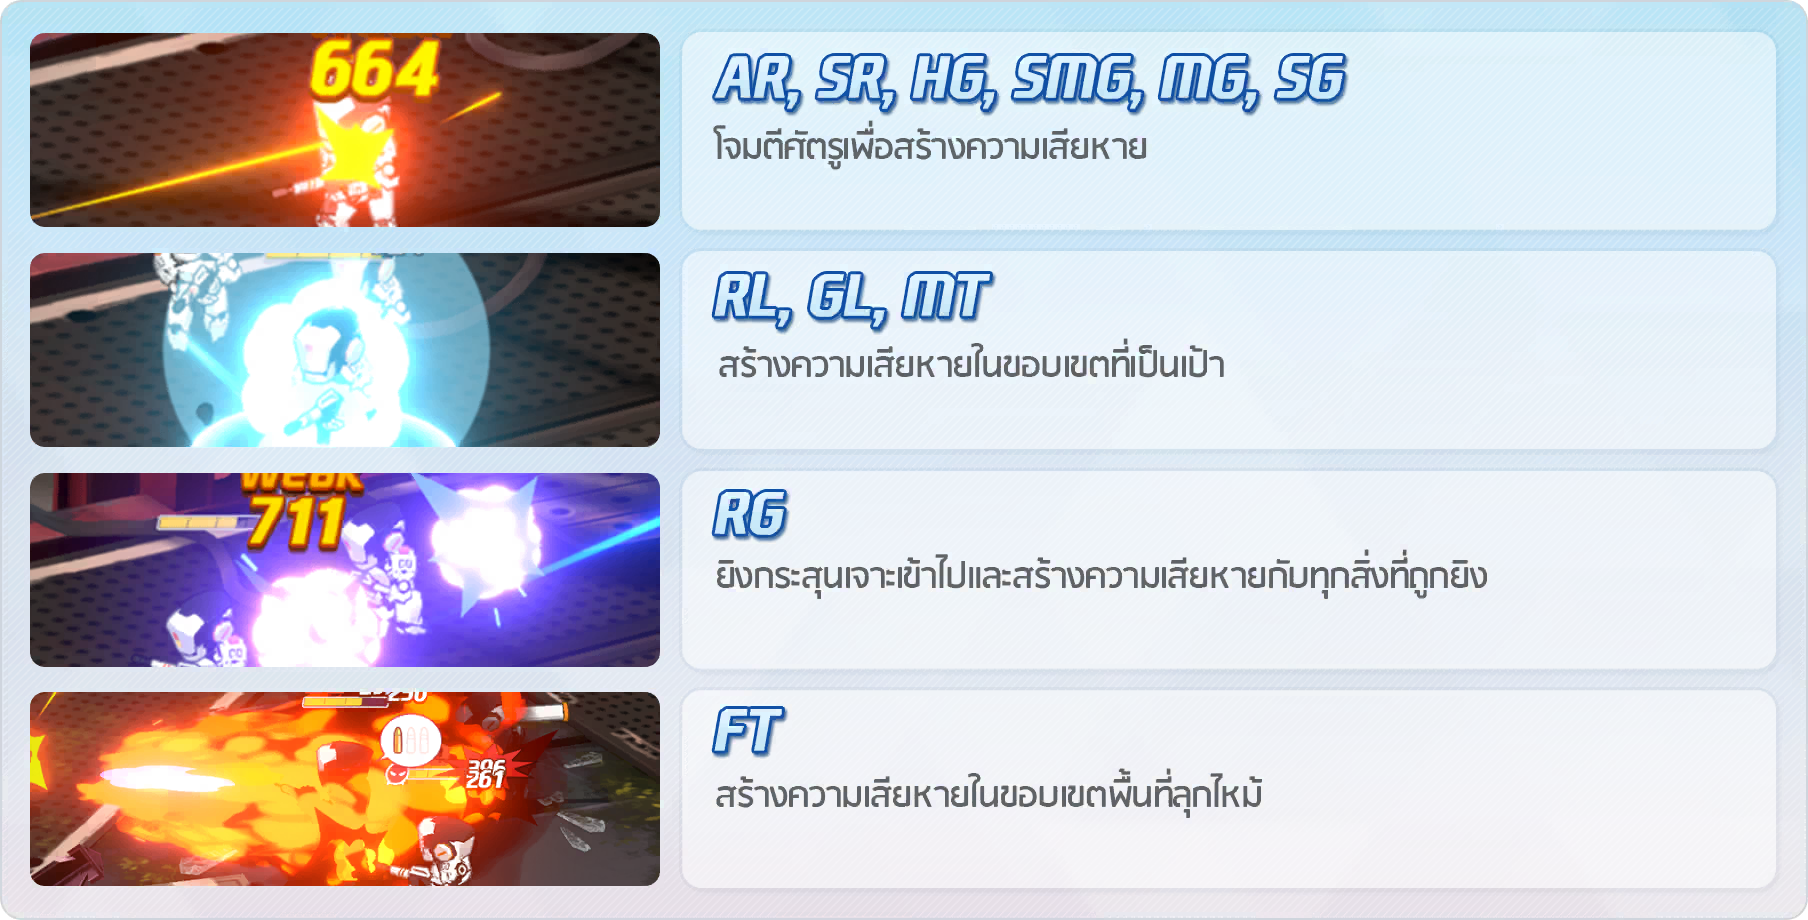 664
AR, SR, HG, SMG, MG, SG
โจมตีศัตรูเพื่อสร้างความเสียหาย
RL, GL, MT
สร้างความเสียหายในขอบเขตที่เป็นเป้า
WEAK
711
RG
ยิงกระสุนเจาะเข้าไปและสร้างความเสียหายกับทุกสิ่งที่ถูกยิง
396
261
FT
สร้างความเสียหายในขอบเขตพื้นที่ลุกไหม้